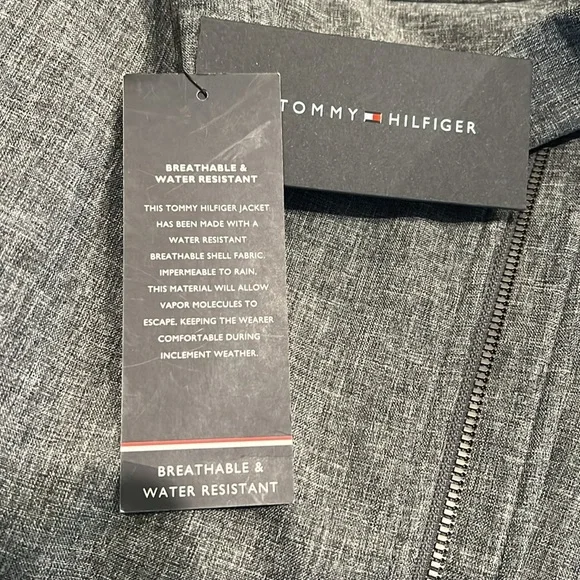 TOMMY HILFIGER
BREATHABLE &
WATER RESISTANT
THIS TOMMY HILFIGER JACKET
HAS BEEN MADE WITH A
WATER RESISTANT
BREATHABLE SHELL FABRIC.
IMPERMEABLE TO RAIN,
THIS MATERIAL WILL ALLOW
VAPOR MOLECULES TO
ESCAPE. KEEPING THE WEARER
COMFORTABLE DURING
INCLEMENT WEATHER.
BREATHABLE &
WATER RESISTANT